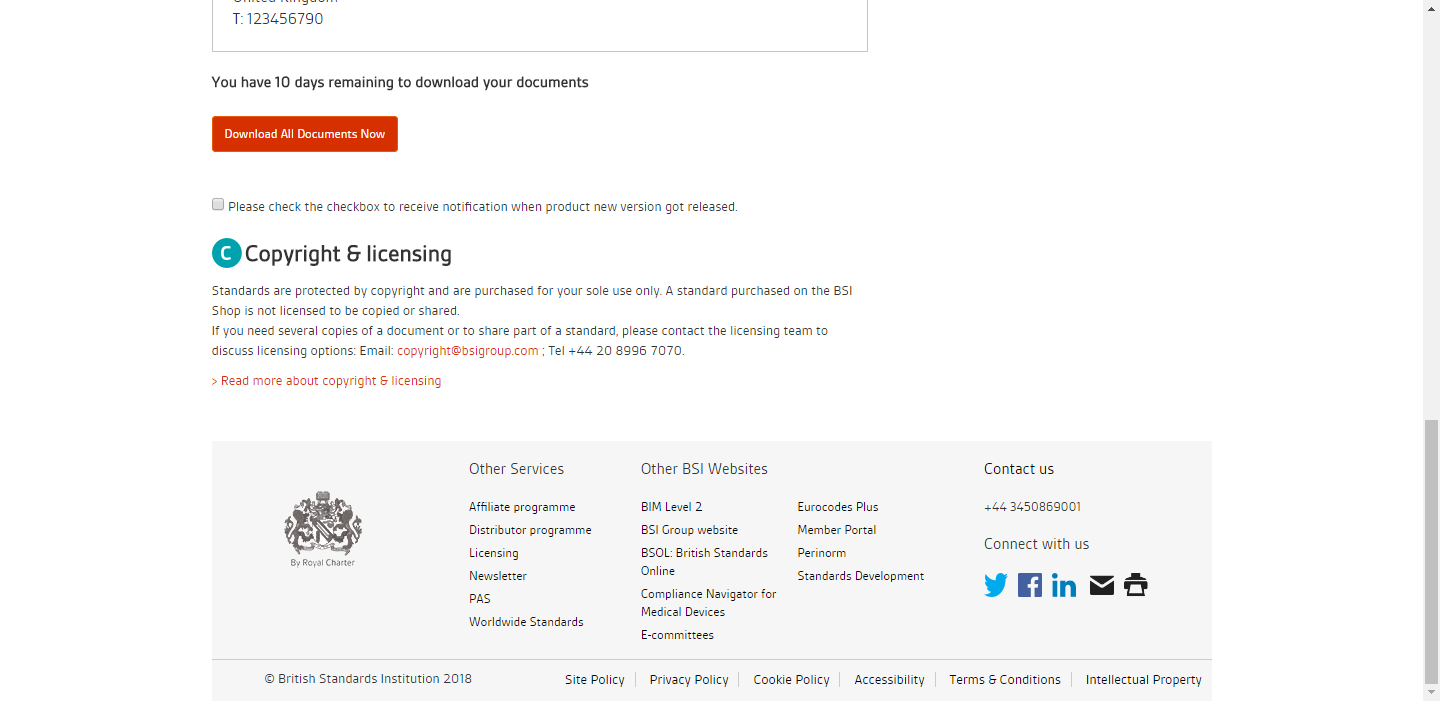 United Kingdom
T: 123456790
You have 10 days remaining to download your documents
Download All Documents Now
Please check the checkbox to receive notification when product new version got released.
C Copyright & licensing
Standards are protected by copyright and are purchased for your sole use only. A standard purchased on the BSI
Shop is not licensed to be copied or shared.
If you need several copies of a document or to share part of a standard, please contact the licensing team to
discuss licensing options: Email: copyright@bsigroup.com ; Tel +44 20 8996 7070.
> Read more about copyright & licensing
By Royal Charter
Other Services
Affiliate programme
Distributor programme
Licensing
Newsletter
PAS
Worldwide Standards
Other BSI Websites
BIM Level 2
BSI Group website
BSOL: British Standards
Online
Compliance Navigator for
Medical Devices
E-committees
Eurocodes Plus
Member Portal
Perinorm
Standards Development
Contact us
+44 3450869001
Connect with us
© British Standards Institution 2018
Site Policy
Privacy Policy
Cookie Policy
Accessibility
Terms & Conditions
Intellectual Property